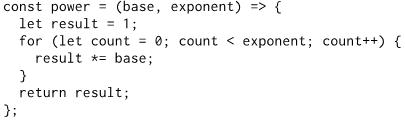 const power = (base, exponent) => {
  let result = 1;
  for (let count = 0; count < exponent; count++) {
    result *= base;
  }
  return result;
};